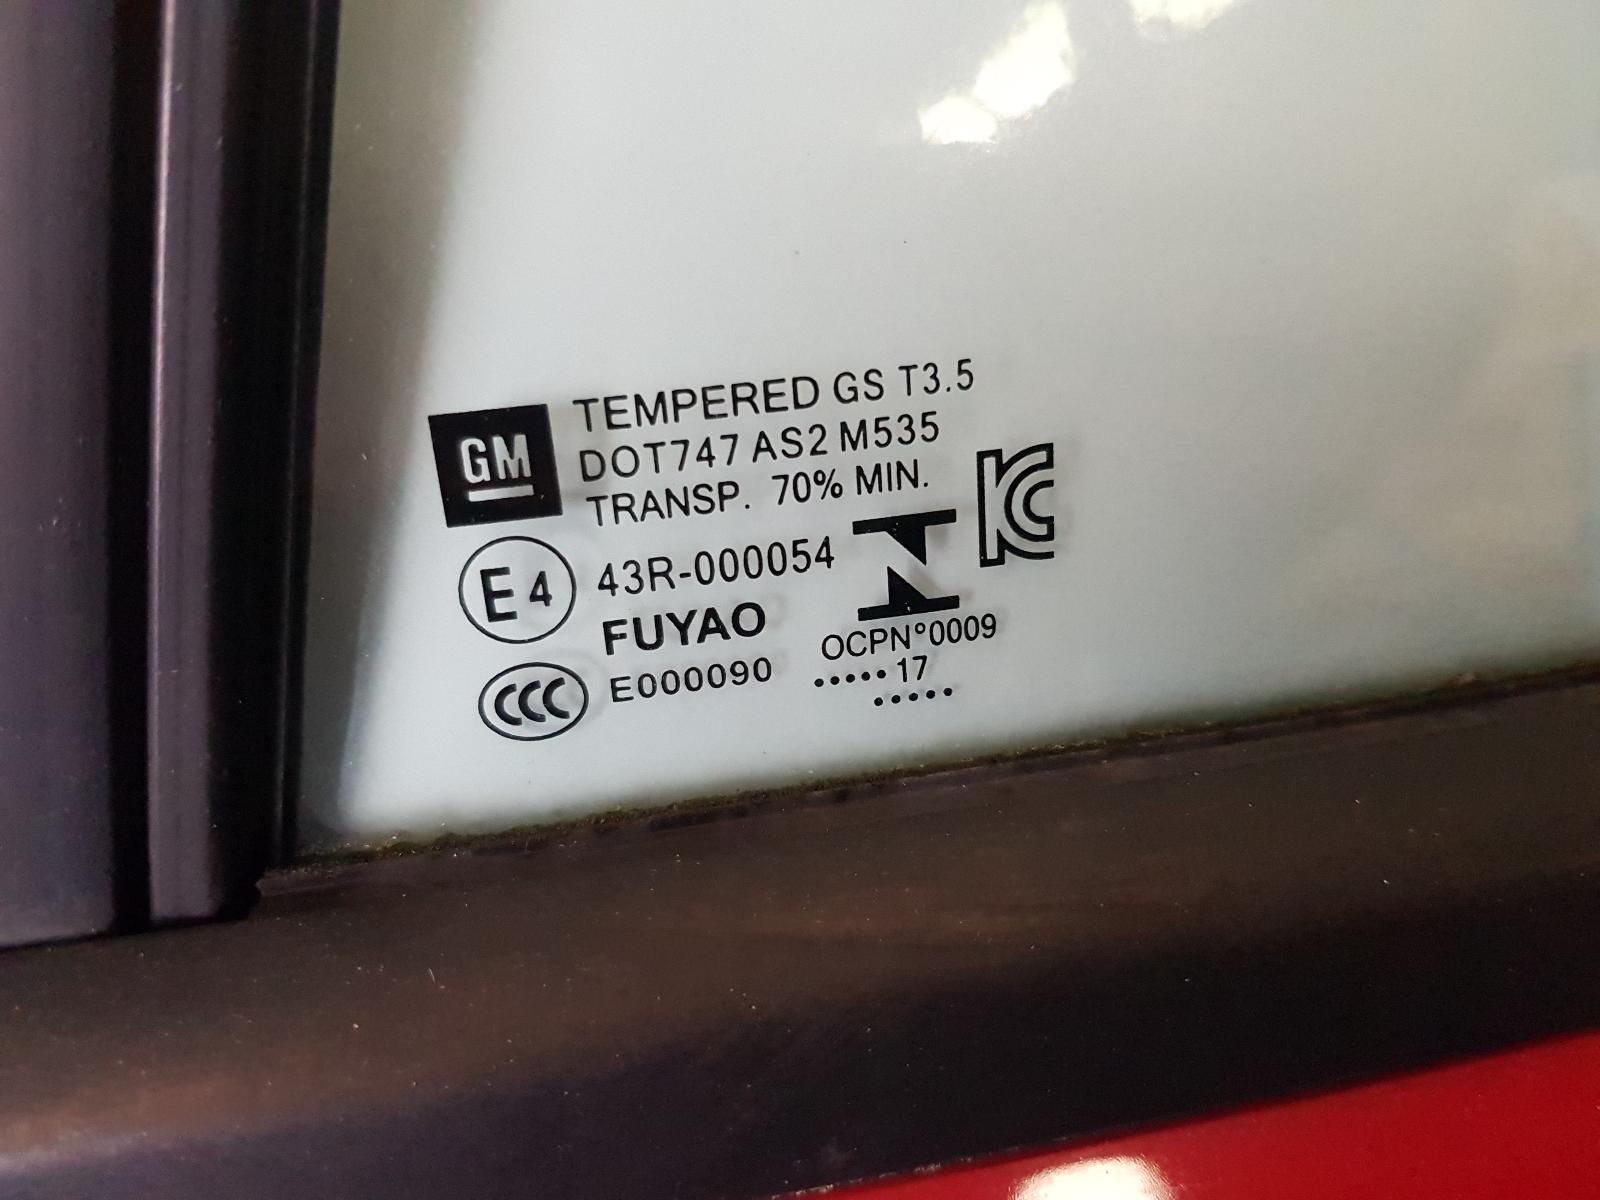 GM
TEMPERED GS T3.5
DOT747 AS2 M535
TRANSP. 70% MIN.
E4 43R-000054
FUYAO
CCC E000090
KC
OCPN°0009
•••••17
•••••